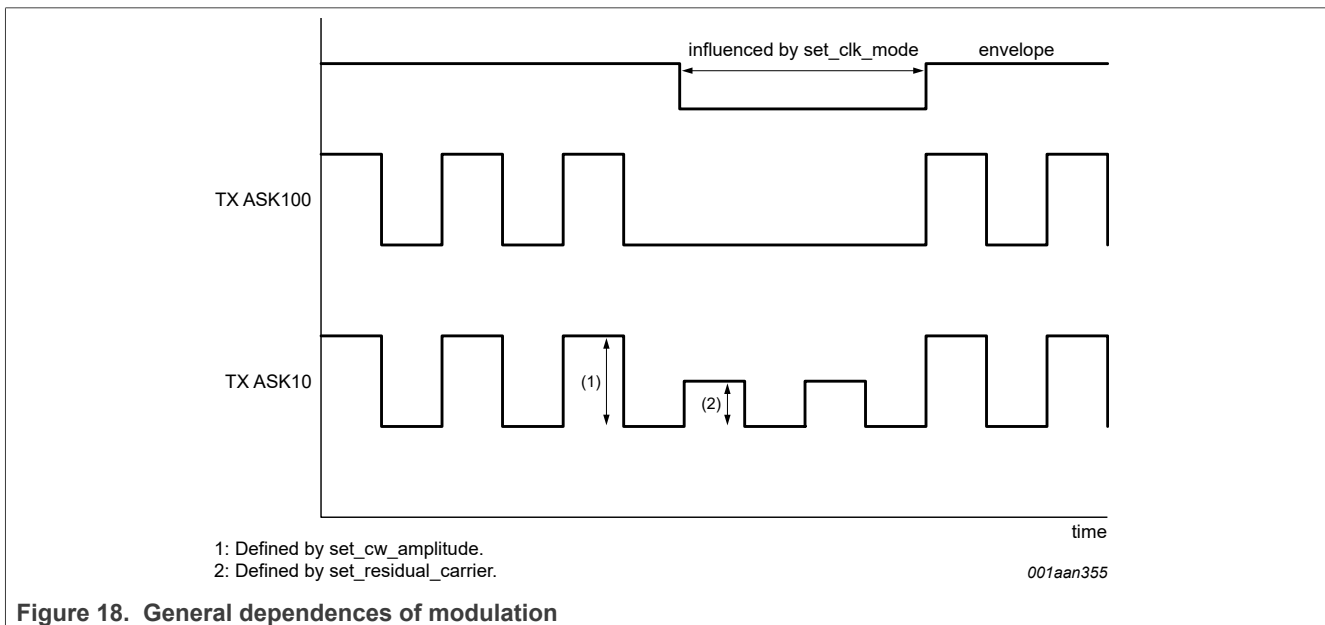 influenced by set_clk_mode
envelope
TX ASK100
TX ASK10
(1)
(2)
time
1: Defined by set_cw_amplitude.
2: Defined by set_residual_carrier.
001aan355
Figure 18. General dependences of modulation